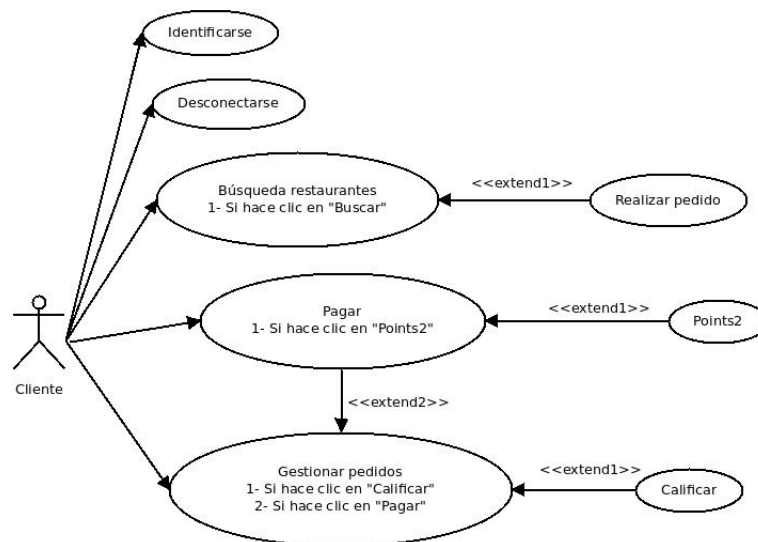 Identificarse
Desconectarse
Búsqueda restaurantes
1- Si hace clic en "Buscar"
<<extend1>>
Realizar pedido
Pagar
1- Si hace clic en "Points2"
<<extend1>>
Points2
Cliente
<<extend2>>
Gestionar pedidos
1- Si hace clic en "Calificar"
2- Si hace clic en "Pagar"
<<extend1>>
Calificar